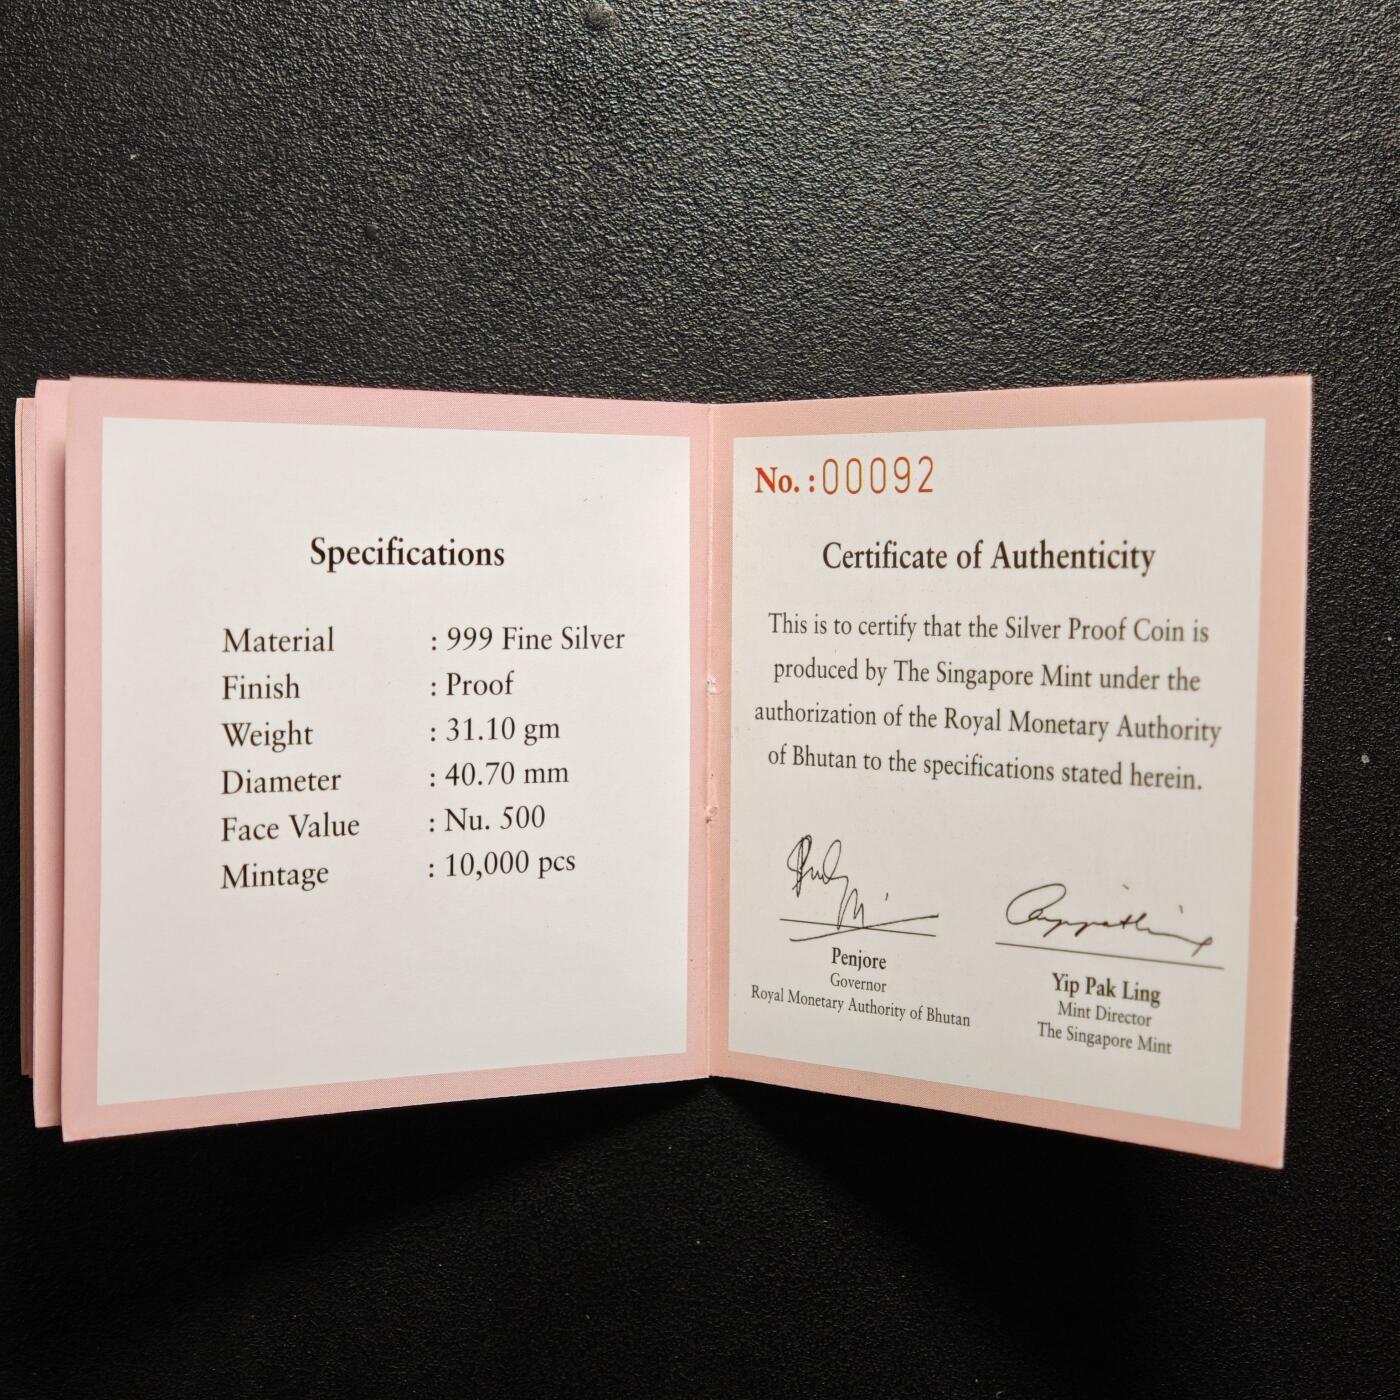 Specifications
Material : 999 Fine Silver
Finish : Proof
Weight : 31.10 gm
Diameter : 40.70 mm
Face Value : Nu. 500
Mintage : 10,000 pcs
No. : 00092
Certificate of Authenticity
This is to certify that the Silver Proof Coin is
produced by The Singapore Mint under the
authorization of the Royal Monetary Authority
of Bhutan to the specifications stated herein.
Penjore
Governor
Royal Monetary Authority of Bhutan
Yip Pak Ling
Mint Director
The Singapore Mint